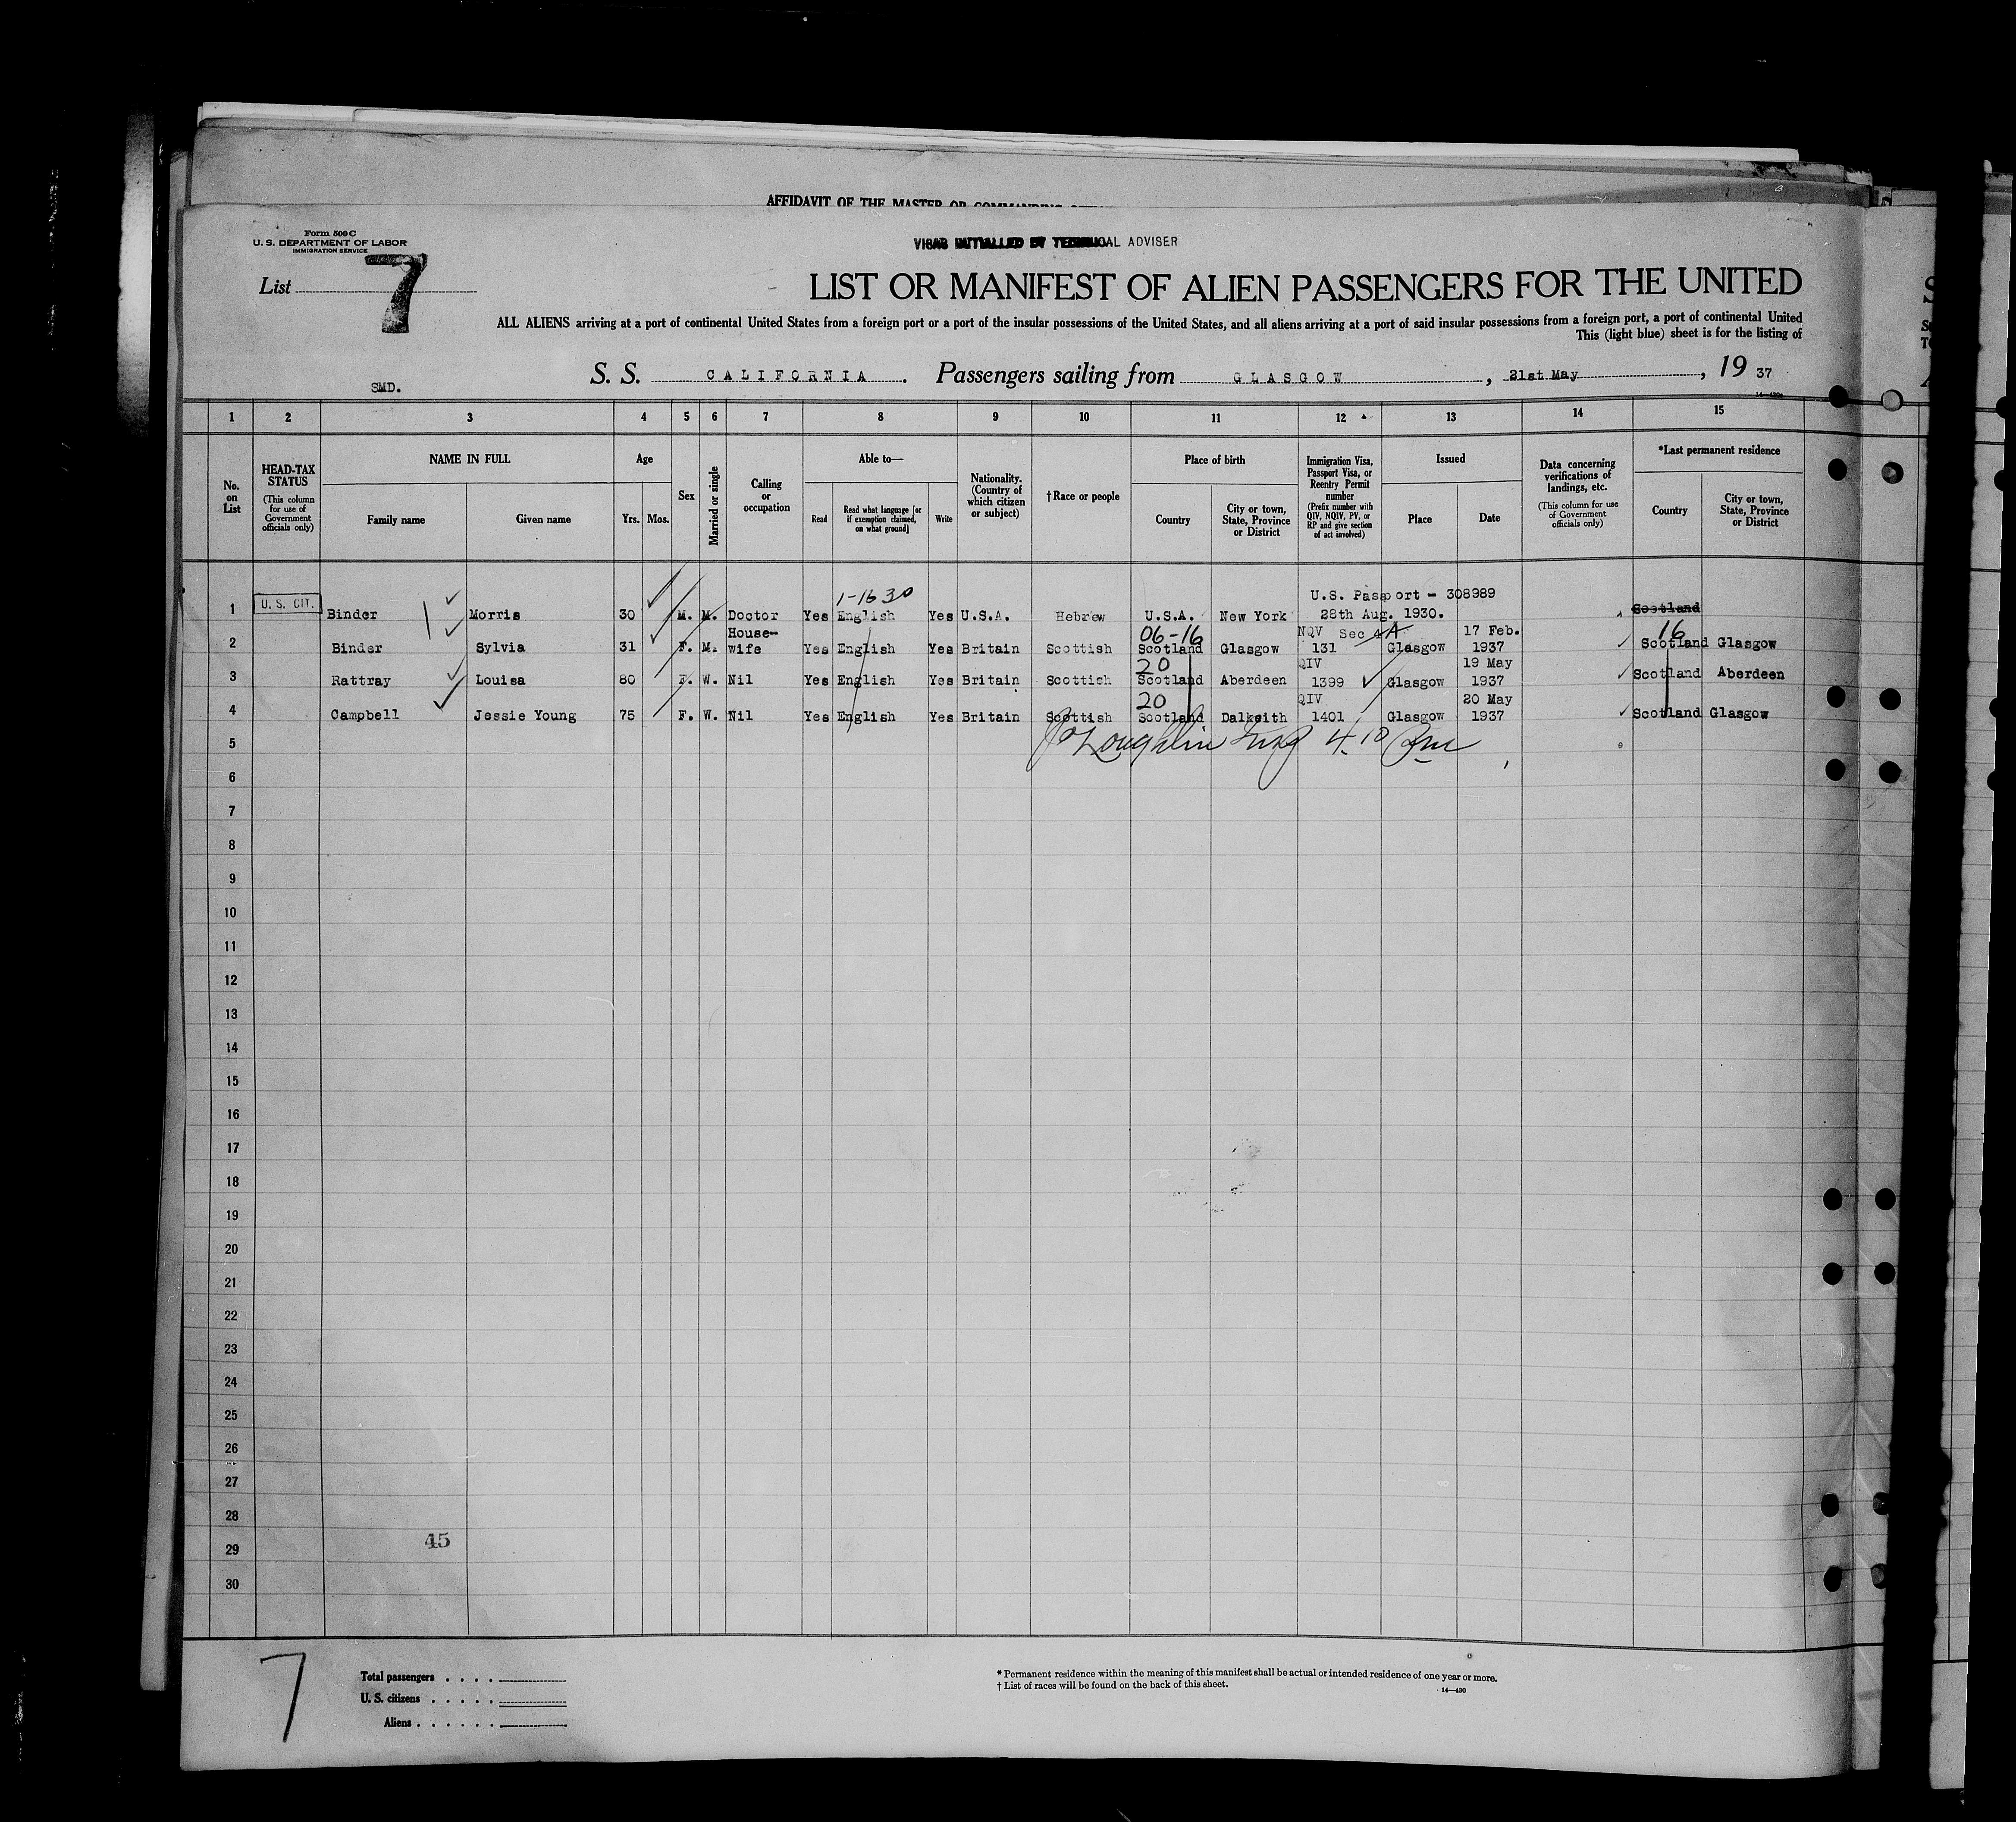 AFFIDAVIT OF THE MASTER OR COMMANDING
Form 500 C
U. S. DEPARTMENT OF LABOR
IMMIGRATION SERVICE
VISAS INITIALLED BY TECHNICAL ADVISER
List 7
LIST OR MANIFEST OF ALIEN PASSENGERS FOR THE UNITED
ALL ALIENS arriving at a port of continental United States from a foreign port or a port of the insular possessions of the United States, and all aliens arriving at a port of said insular possessions from a foreign port, a port of continental United
This (light blue) sheet is for the listing of
SMD.
S. S. CALIFORNIA. Passengers sailing from GLASGOW, 21st May, 19 37
14—430a
1 2 3 4 5 6 7 8 9 10 11 12 13 14 15
No. on List
HEAD-TAX STATUS
(This column for use of Government officials only)
NAME IN FULL
Family name
Given name
Age
Yrs. Mos.
Sex
Married or single
Calling or occupation
Able to—
Read
Read what language [or if exemption claimed, on what ground]
Write
Nationality. (Country of which citizen or subject)
†Race or people
Place of birth
Country
City or town, State, Province or District
Immigration Visa, Passport Visa, or Reentry Permit number
(Prefix number with QIV, NQIV, PV, or RP and give section of act involved)
Issued
Place
Date
Data concerning verifications of landings, etc.
(This column for use of Government officials only)
*Last permanent residence
Country
City or town, State, Province or District
1-1630
U.S. Passport - 308989
1 U. S. CIT. Binder Morris 30 M. M. Doctor Yes English Yes U.S.A. Hebrew U.S.A. New York 28th Aug. 1930. Scotland
House- 06-16 NQV Sec 4 A 17 Feb. 16
2 Binder Sylvia 31 F. M. wife Yes English Yes Britain Scottish Scotland Glasgow 131 Glasgow 1937 Scotland Glasgow
20 QIV 19 May
3 Rattray Louisa 80 F. W. Nil Yes English Yes Britain Scottish Scotland Aberdeen 1399 Glasgow 1937 Scotland Aberdeen
20 QIV 20 May
4 Campbell Jessie Young 75 F. W. Nil Yes English Yes Britain Scottish Scotland Dalkeith 1401 Glasgow 1937 Scotland Glasgow
5 O'Loughlin Insp 4.10
6
7
8
9
10
11
12
13
14
15
16
17
18
19
20
21
22
23
24
25
26
27
28
45
29
30
7
Total passengers
U. S. citizens
Aliens
* Permanent residence within the meaning of this manifest shall be actual or intended residence of one year or more.
† List of races will be found on the back of this sheet.
14—430